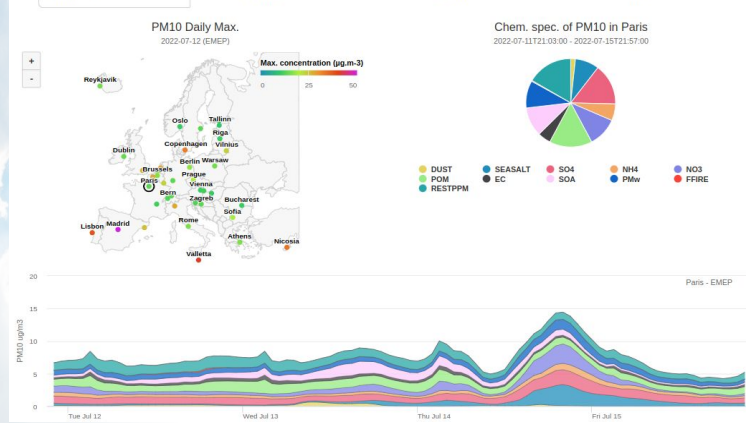 PM10 Daily Max.
2022-07-12 (EMEP)
+
-
Max. concentration (µg.m-3)
0 25 50
Reykjavik
Oslo
Tallinn
Riga
Copenhagen
Vilnius
Dublin
Berlin
Warsaw
Brussels
Prague
Paris
Vienna
Bern
Zagreb
Bucharest
Sofia
Lisbon
Madrid
Rome
Athens
Nicosia
Valletta
Chem. spec. of PM10 in Paris
2022-07-11T21:03:00 - 2022-07-15T21:57:00
DUST SEASALT SO4 NH4 NO3
POM EC SOA PMw FFIRE
RESTPPM
Paris - EMEP
PM10 ug/m3
20
15
10
5
0
Tue Jul 12 Wed Jul 13 Thu Jul 14 Fri Jul 15